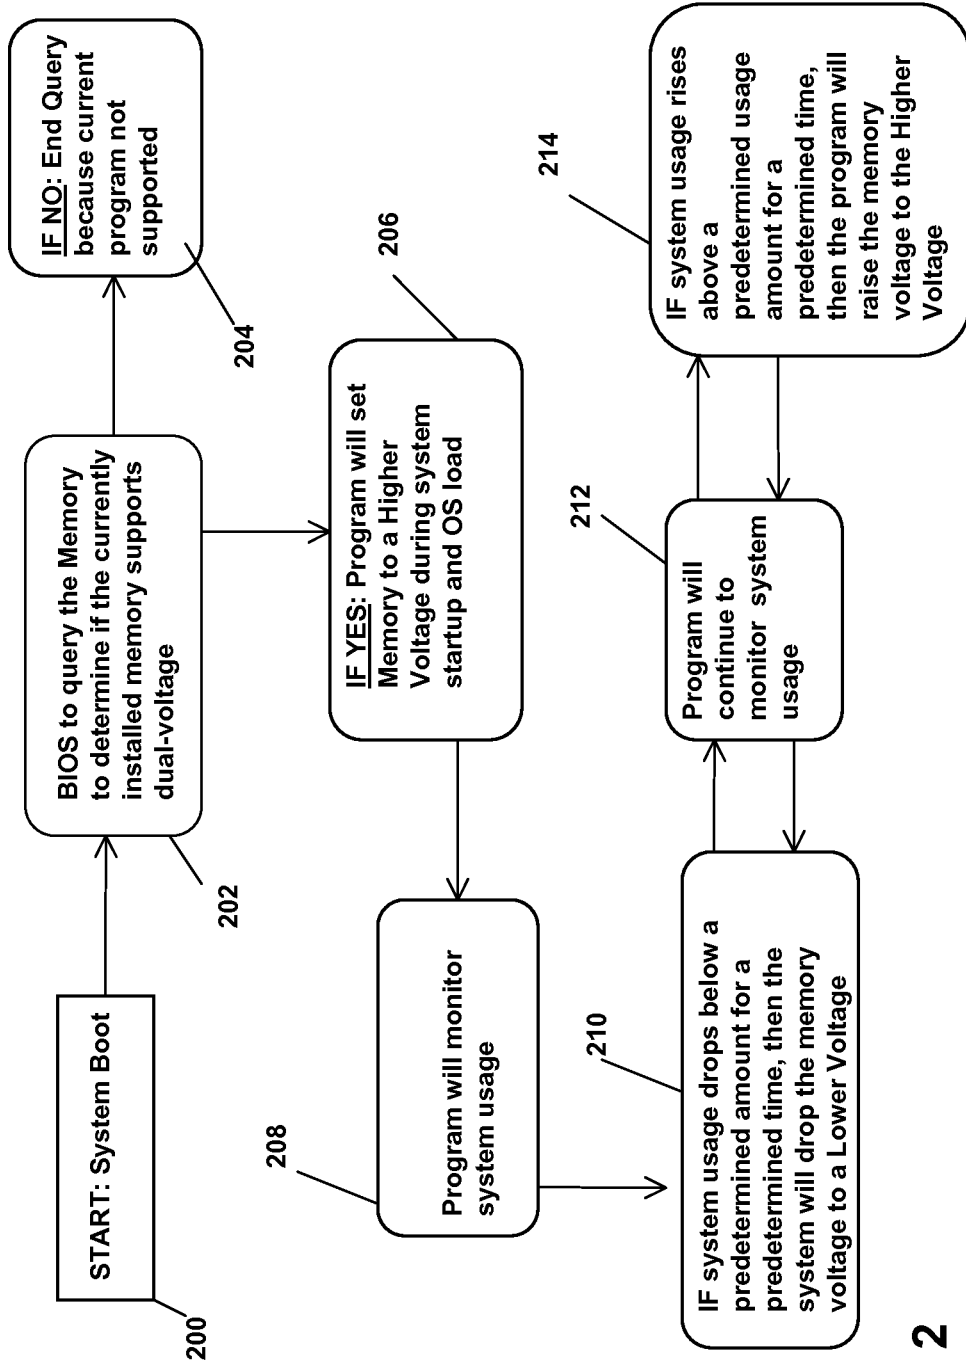 START: System Boot
200
BIOS to query the Memory
to determine if the currently
installed memory supports
dual-voltage
202
IF NO: End Query
because current
program not
supported
204
IF YES: Program will set
Memory to a Higher
Voltage during system
startup and OS load
206
Program will monitor
system usage
208
IF system usage drops below a
predetermined amount for a
predetermined time, then the
system will drop the memory
voltage to a Lower Voltage
210
Program will
continue to
monitor system
usage
212
IF system usage rises
above a
predetermined usage
amount for a
predetermined time,
then the program will
raise the memory
voltage to the Higher
Voltage
214
2